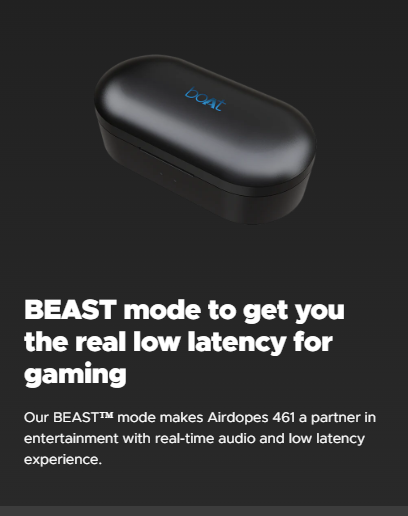 boAt
BEAST mode to get you
the real low latency for
gaming
Our BEAST™ mode makes Airdopes 461 a partner in
entertainment with real-time audio and low latency
experience.